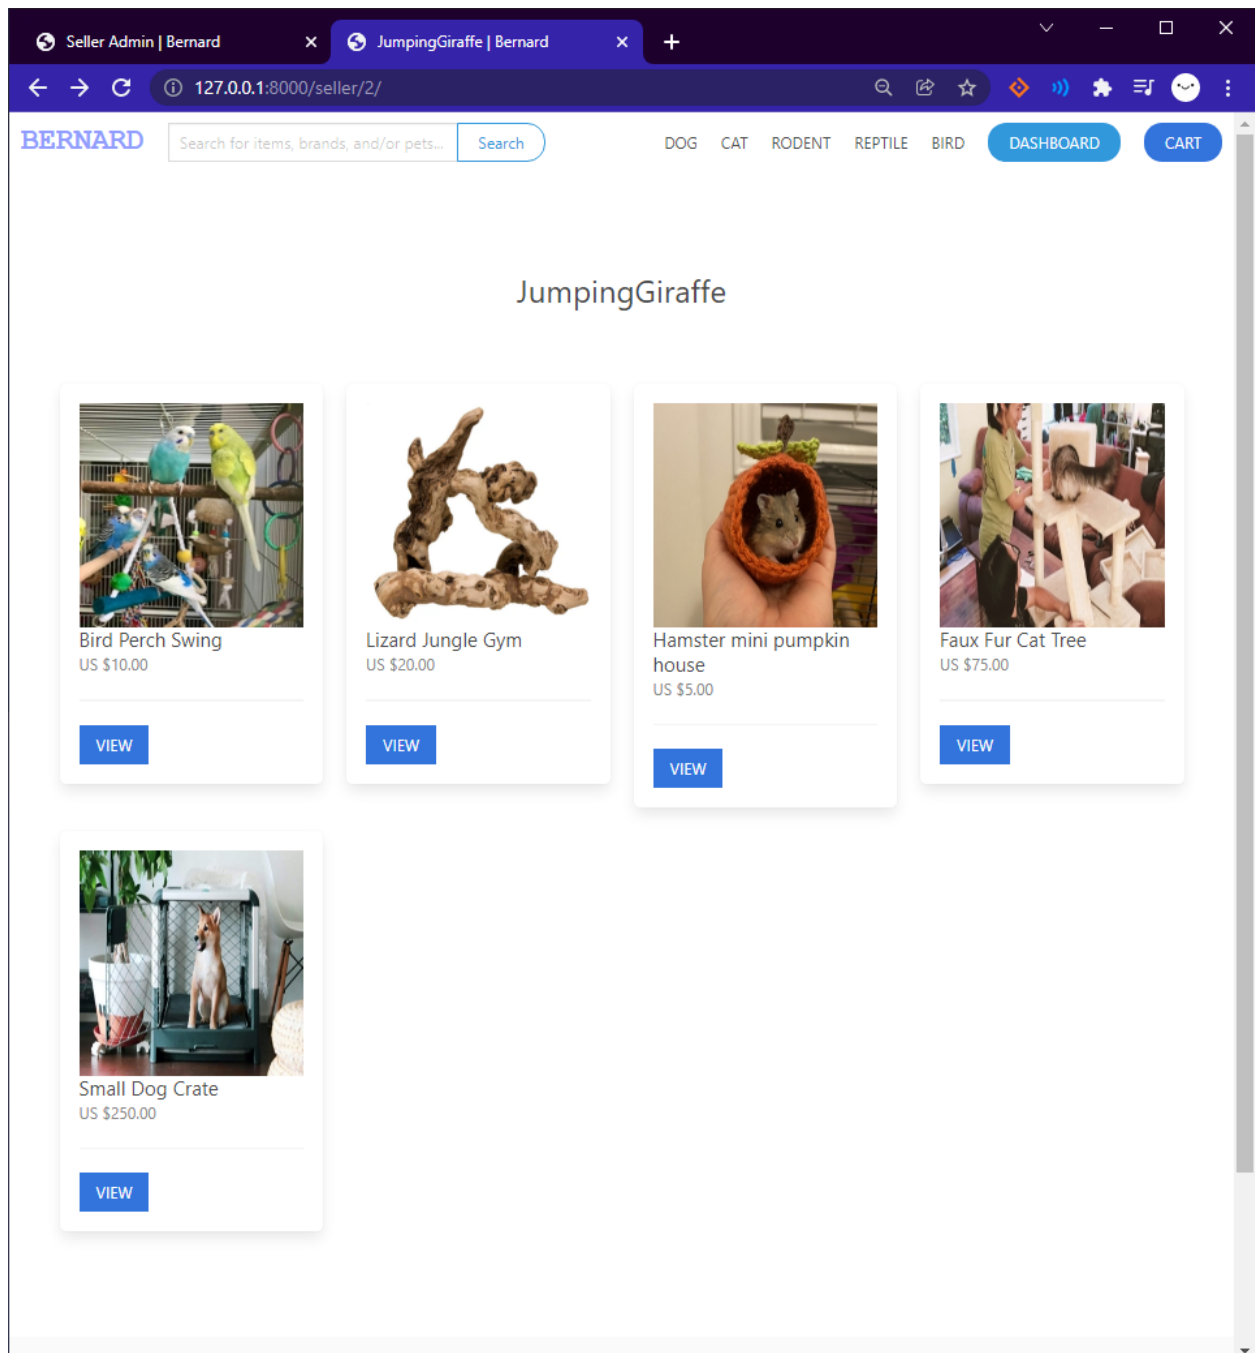 Seller Admin | Bernard
JumpingGiraffe | Bernard
127.0.0.1:8000/seller/2/
BERNARD
Search for items, brands, and/or pets...
Search
DOG
CAT
RODENT
REPTILE
BIRD
DASHBOARD
CART
JumpingGiraffe
Bird Perch Swing
US $10.00
VIEW
Lizard Jungle Gym
US $20.00
VIEW
Hamster mini pumpkin
house
US $5.00
VIEW
Faux Fur Cat Tree
US $75.00
VIEW
Small Dog Crate
US $250.00
VIEW